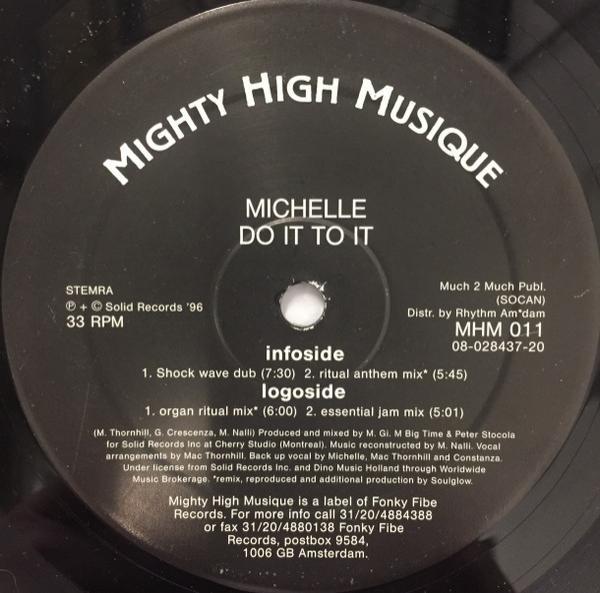 MIGHTY HIGH MUSIQUE
MICHELLE
DO IT TO IT
STEMRA
℗ + © Solid Records '96
33 RPM
Much 2 Much Publ.
(SOCAN)
Distr. by Rhythm Am*dam
MHM 011
08-028437-20
infoside
1. Shock wave dub (7:30) 2. ritual anthem mix* (5:45)
logoside
1. organ ritual mix* (6:00) 2. essential jam mix (5:01)
(M. Thornhill, G. Crescenza, M. Nalli) Produced and mixed by M. Gi. M Big Time & Peter Stocola
for Solid Records Inc at Cherry Studio (Montreal). Music reconstructed by M. Nalli. Vocal
arrangements by Mac Thornhill. Back up vocal by Michelle, Mac Thornhill and Constanza.
Under license from Solid Records Inc. and Dino Music Holland through Worldwide
Music Brokerage. *remix, reproduced and additional production by Soulglow.
Mighty High Musique is a label of Fonky Fibe
Records. For more info call 31/20/4884388
or fax 31/20/4880138 Fonky Fibe
Records, postbox 9584,
1006 GB Amsterdam.